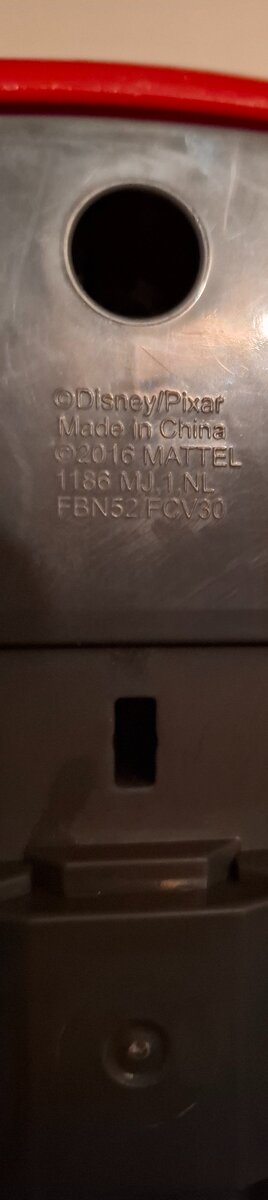 ©Disney/Pixar
Made in China
©2016 MATTEL
1186 MJ,1,NL
FBN52 FCV30